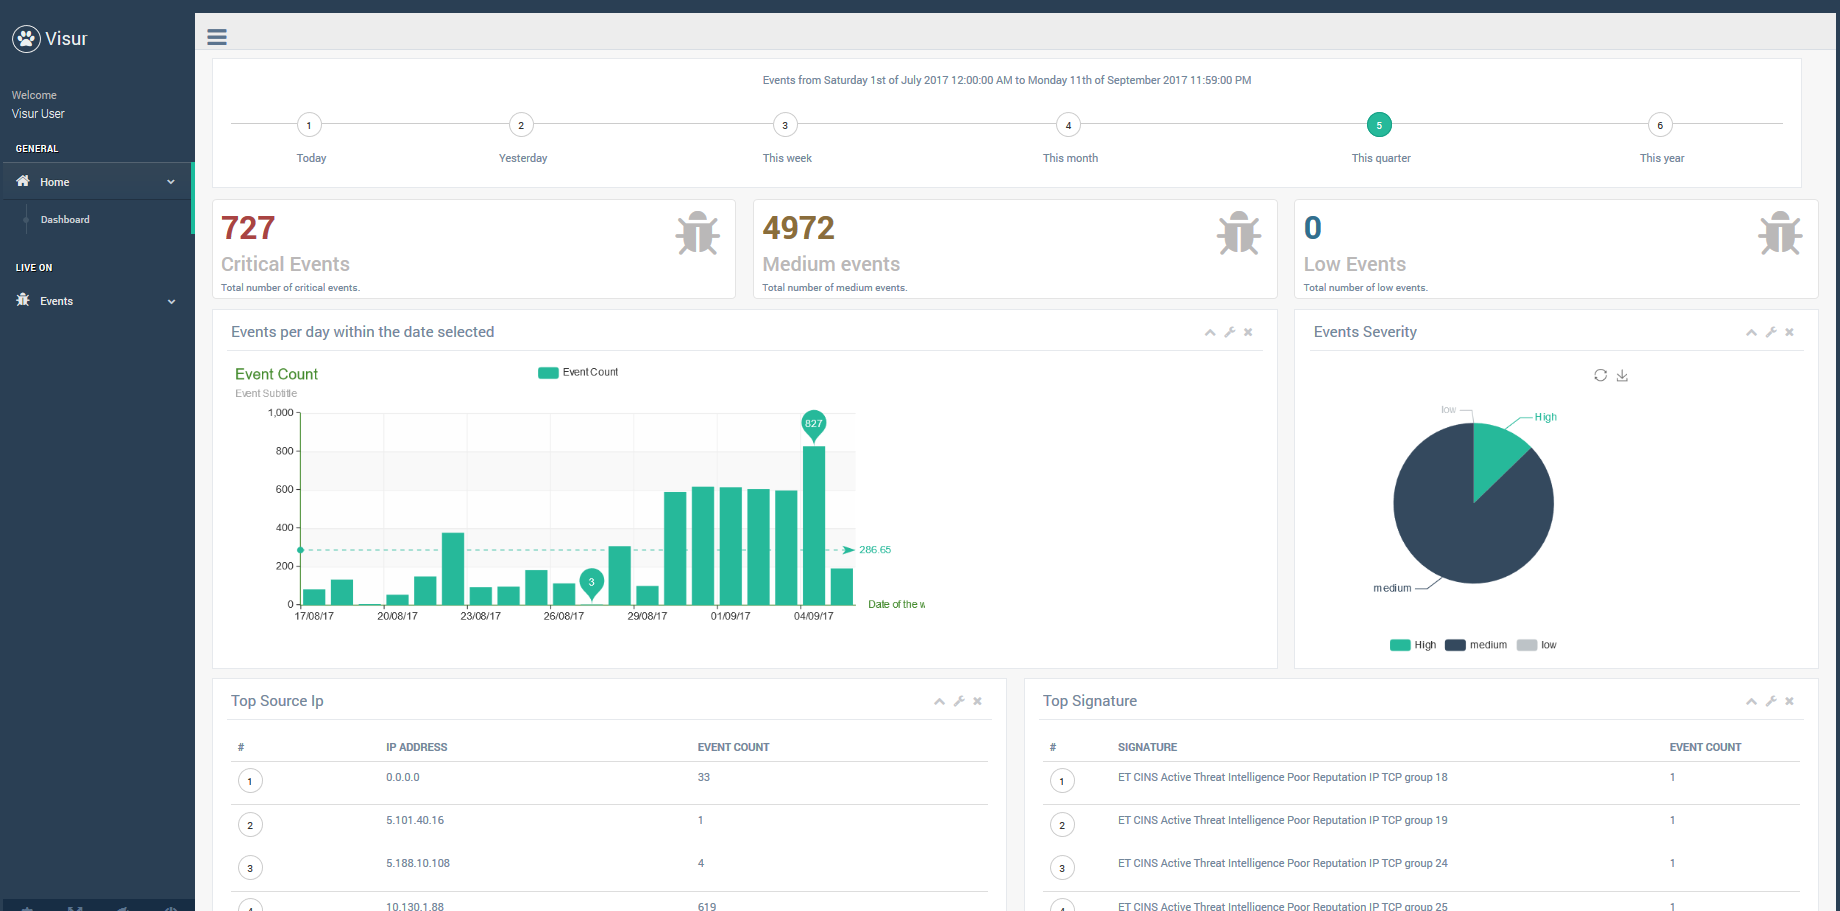 Visur
Welcome
Visur User
GENERAL
Home
Dashboard
LIVE ON
Events
Events from Saturday 1st of July 2017 12:00:00 AM to Monday 11th of September 2017 11:59:00 PM
1 2 3 4 5 6
Today Yesterday This week This month This quarter This year
727
Critical Events
Total number of critical events.
4972
Medium events
Total number of medium events.
0
Low Events
Total number of low events.
Events per day within the date selected
Event Count
Event Subtitle
Event Count
1,000
800
600
400
200
0
827
3
286.65
17/08/17 20/08/17 23/08/17 26/08/17 29/08/17 01/09/17 04/09/17
Date of the w
Events Severity
low
High
medium
High medium low
Top Source Ip
# IP ADDRESS EVENT COUNT
1 0.0.0.0 33
2 5.101.40.16 1
3 5.188.10.108 4
4 10.130.1.88 619
Top Signature
# SIGNATURE EVENT COUNT
1 ET CINS Active Threat Intelligence Poor Reputation IP TCP group 18 1
2 ET CINS Active Threat Intelligence Poor Reputation IP TCP group 19 1
3 ET CINS Active Threat Intelligence Poor Reputation IP TCP group 24 1
4 ET CINS Active Threat Intelligence Poor Reputation IP TCP group 25 1